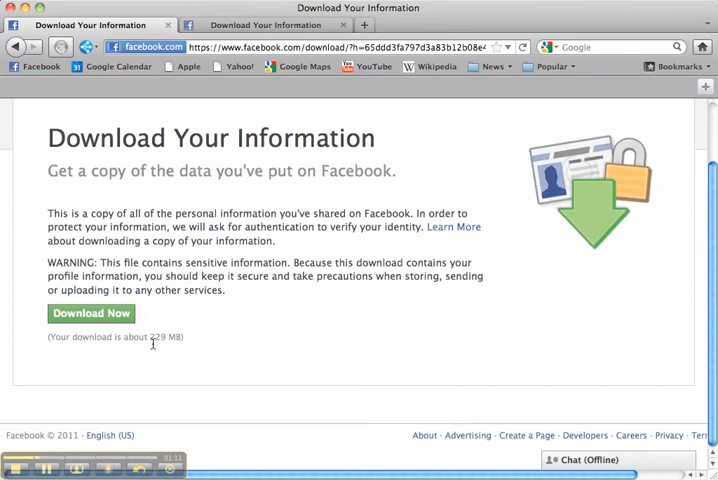 Download Your Information
Download Your Information
Download Your Information
facebook.com
https://www.facebook.com/download/?h=65ddd3fa797d3a83b12b08e4
Google
Facebook
31 Google Calendar
Apple
Yahoo!
Google Maps
You Tube YouTube
W Wikipedia
News
Popular
Bookmarks
Download Your Information
Get a copy of the data you've put on Facebook.
This is a copy of all of the personal information you've shared on Facebook. In order to
protect your information, we will ask for authentication to verify your identity. Learn More
about downloading a copy of your information.
WARNING: This file contains sensitive information. Because this download contains your
profile information, you should keep it secure and take precautions when storing, sending
or uploading it to any other services.
Download Now
(Your download is about 229 MB)
Facebook © 2011 · English (US)
About · Advertising · Create a Page · Developers · Careers · Privacy · Terr
01:11
Chat (Offline)